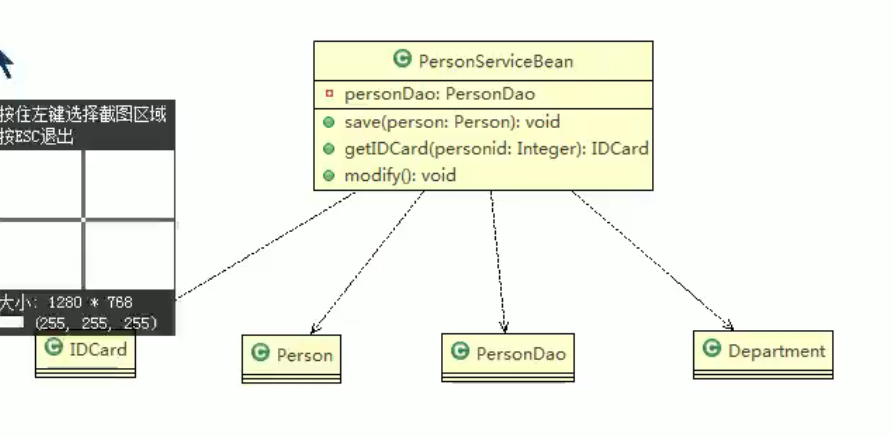 PersonServiceBean
personDao: PersonDao
save(person: Person): void
getIDCard(personid: Integer): IDCard
modify(): void
按住左键选择截图区域
按ESC退出
大小: 1280 * 768
(255, 255, 255)
IDCard
Person
PersonDao
Department